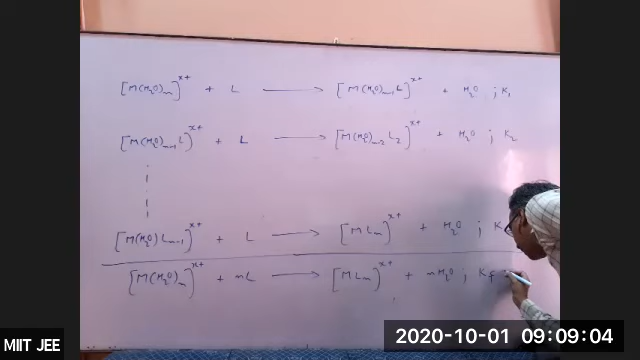 [M(H₂O)ₙ]ˣ⁺ + L ⟶ [M(H₂O)ₙ₋₁L]ˣ⁺ + H₂O ; K₁
[M(H₂O)ₙ₋₁L]ˣ⁺ + L ⟶ [M(H₂O)ₙ₋₂L₂]ˣ⁺ + H₂O ; K₂
[M(H₂O)Lₙ₋₁]ˣ⁺ + L ⟶ [MLₙ]ˣ⁺ + H₂O ; K
[M(H₂O)ₙ]ˣ⁺ + nL ⟶ [MLₙ]ˣ⁺ + nH₂O ; K_f
MIIT JEE
2020-10-01 09:09:04